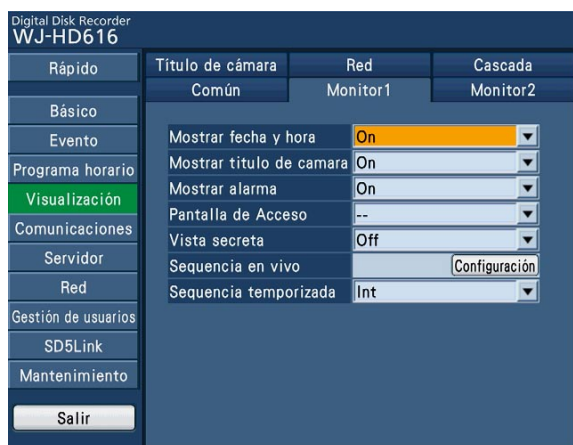 Digital Disk Recorder
WJ-HD616
Rápido
Básico
Evento
Programa horario
Visualización
Comunicaciones
Servidor
Red
Gestión de usuarios
SD5Link
Mantenimiento
Salir
Título de cámara Red Cascada
Común Monitor1 Monitor2
Mostrar fecha y hora On
Mostrar titulo de camara On
Mostrar alarma On
Pantalla de Acceso --
Vista secreta Off
Sequencia en vivo Configuración
Sequencia temporizada Int